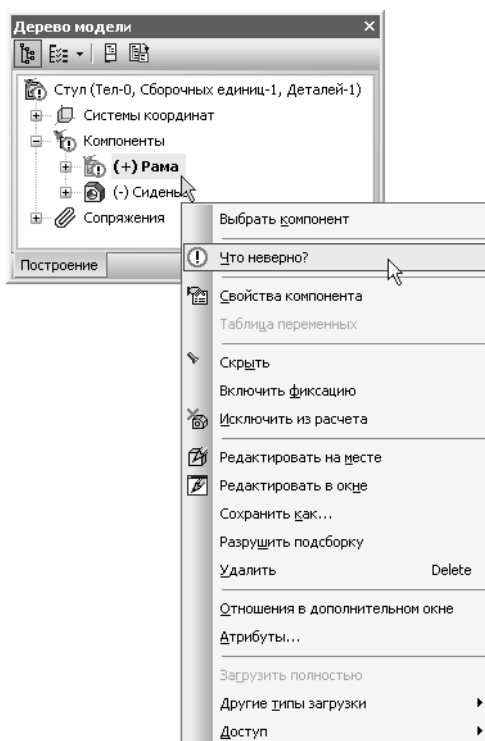 Дерево модели
Стул (Тел-0, Сборочных единиц-1, Деталей-1)
Системы координат
Компоненты
(+) Рама
(-) Сиденье
Сопряжения
Построение
Выбрать компонент
Что неверно?
Свойства компонента
Таблица переменных
Скрыть
Включить фиксацию
Исключить из расчета
Редактировать на месте
Редактировать в окне
Сохранить как...
Разрушить подсборку
Удалить Delete
Отношения в дополнительном окне
Атрибуты...
Загрузить полностью
Другие типы загрузки
Доступ